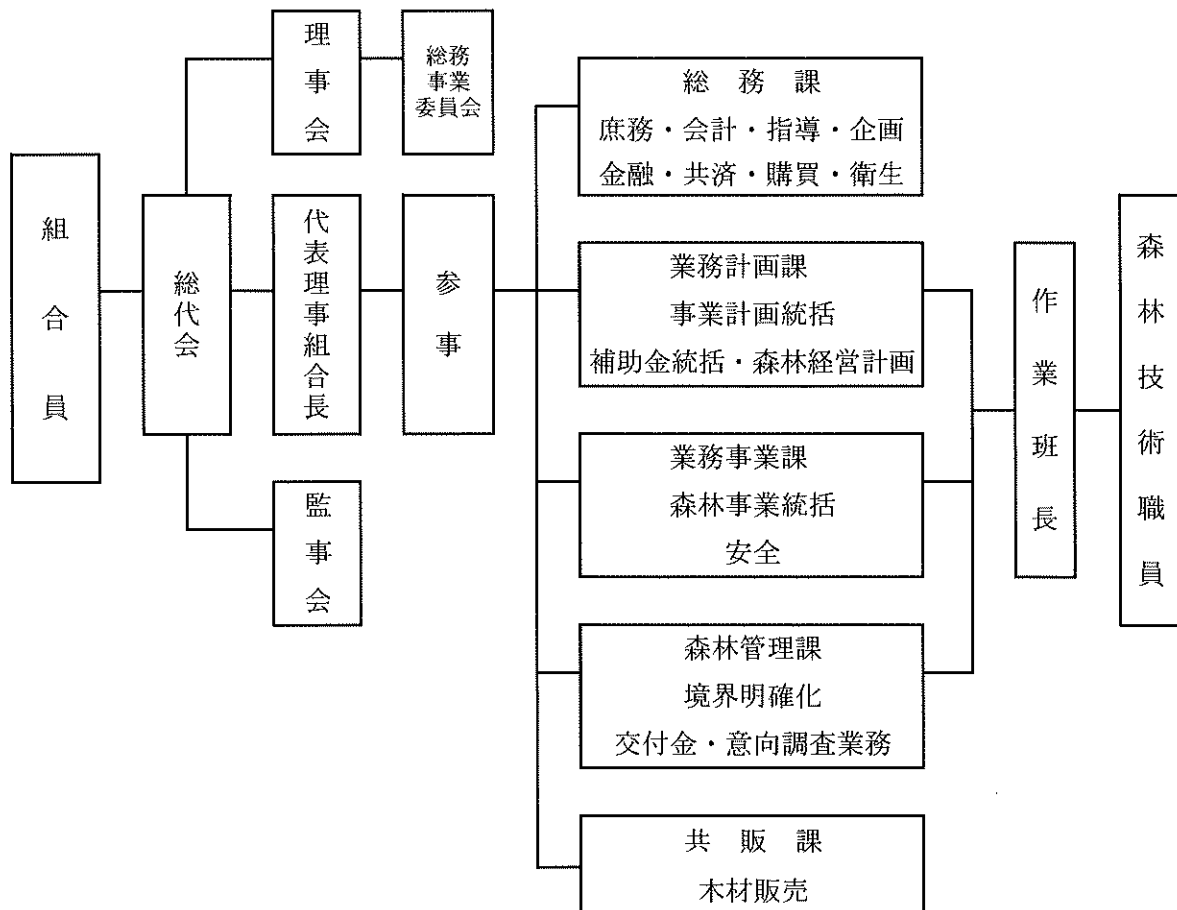 組合員
総代会
理事会
総務
事業
委員会
代表理事組合長
参事
監事会
総　務　課
庶務・会計・指導・企画
金融・共済・購買・衛生
業務計画課
事業計画統括
補助金統括・森林経営計画
業務事業課
森林事業統括
安全
森林管理課
境界明確化
交付金・意向調査業務
共　販　課
木材販売
作業班長
森林技術職員